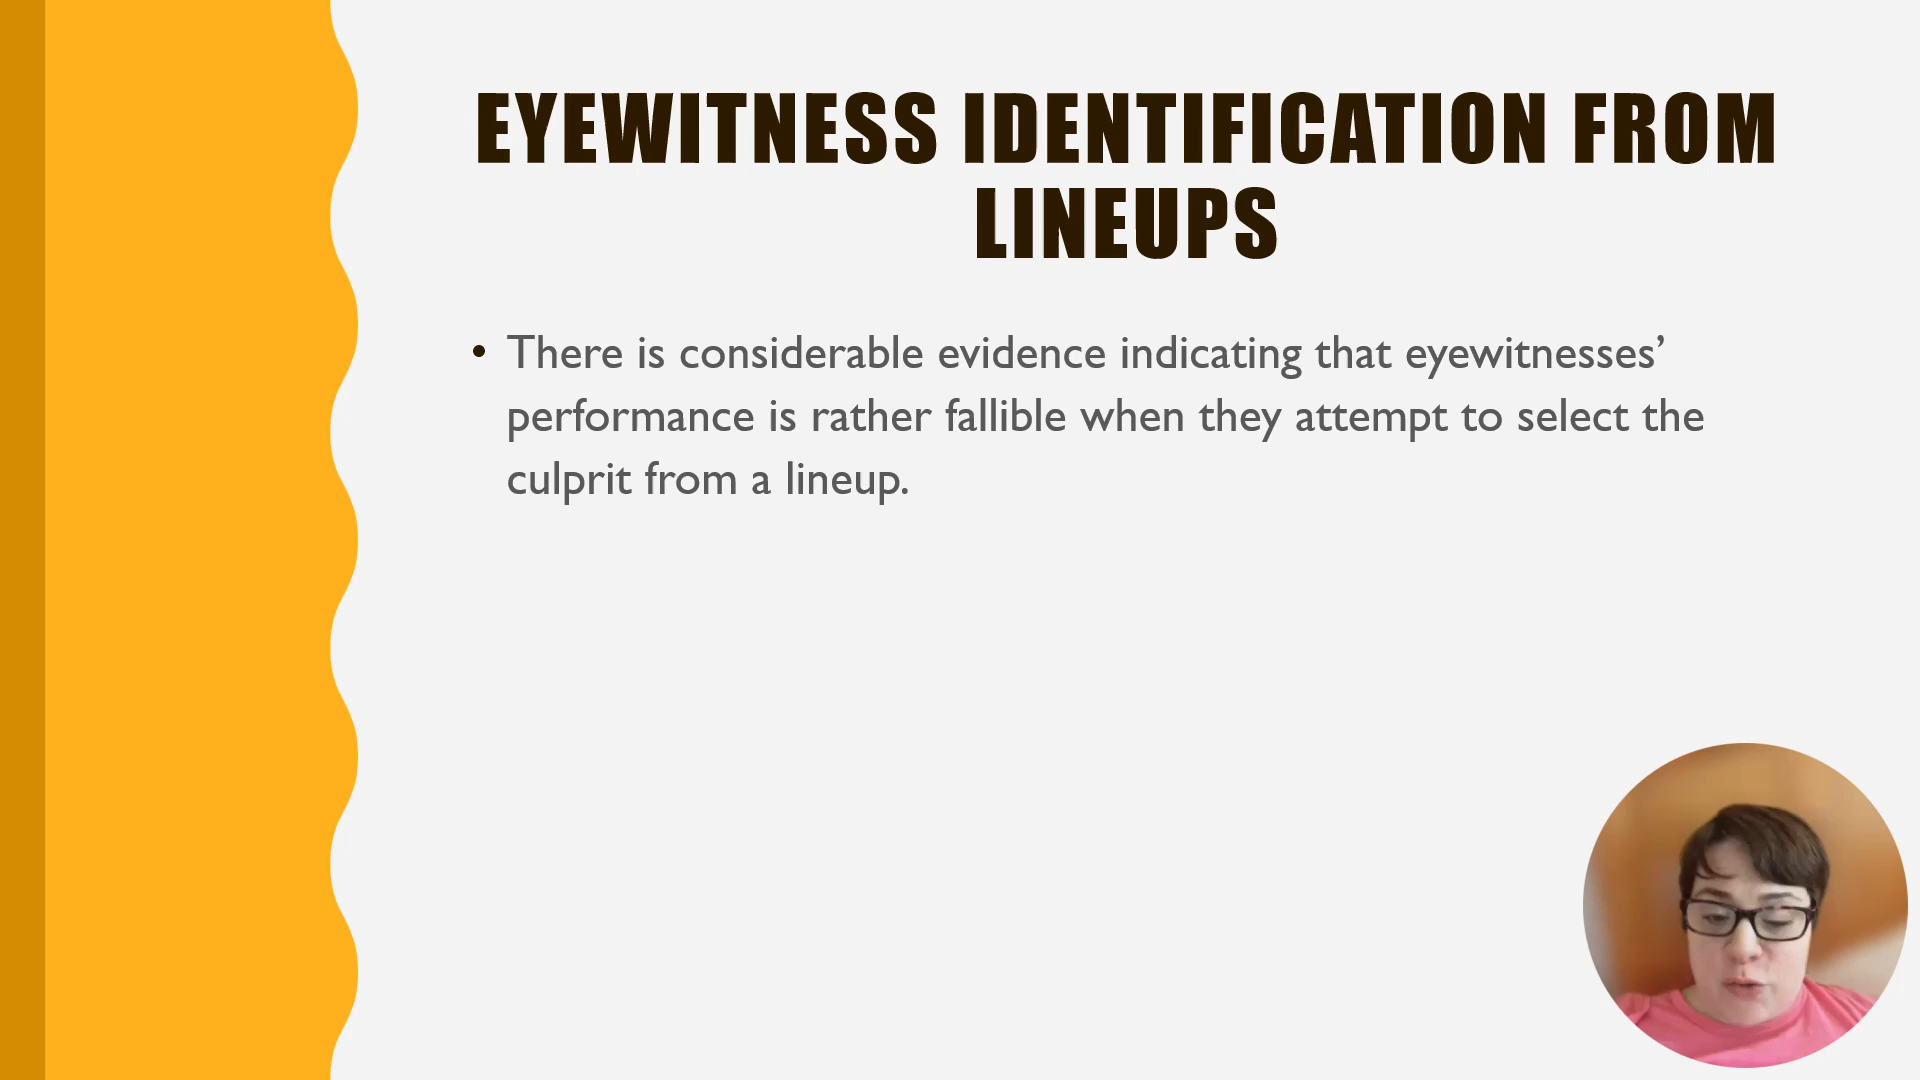 EYEWITNESS IDENTIFICATION FROM
LINEUPS
• There is considerable evidence indicating that eyewitnesses’
performance is rather fallible when they attempt to select the
culprit from a lineup.